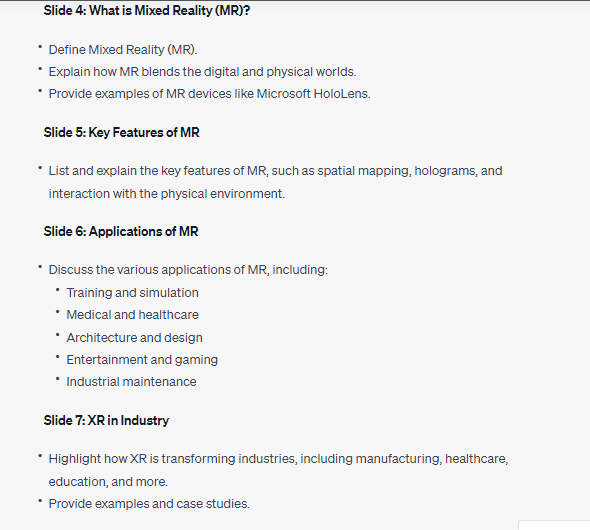 Slide 4: What is Mixed Reality (MR)?
• Define Mixed Reality (MR).
• Explain how MR blends the digital and physical worlds.
• Provide examples of MR devices like Microsoft HoloLens.
Slide 5: Key Features of MR
• List and explain the key features of MR, such as spatial mapping, holograms, and
interaction with the physical environment.
Slide 6: Applications of MR
• Discuss the various applications of MR, including:
• Training and simulation
• Medical and healthcare
• Architecture and design
• Entertainment and gaming
• Industrial maintenance
Slide 7: XR in Industry
• Highlight how XR is transforming industries, including manufacturing, healthcare,
education, and more.
• Provide examples and case studies.